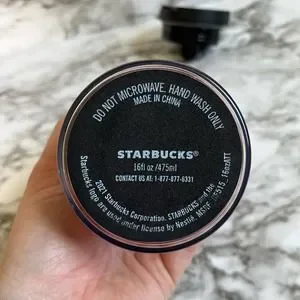 DO NOT MICROWAVE. HAND WASH ONLY
MADE IN CHINA
STARBUCKS®
16fl oz /475ml
CONTACT US AT: 1-877-877-6331
2021 Starbucks Corporation. STARBUCKS and the
Starbucks logo are used under license by Nestlé.